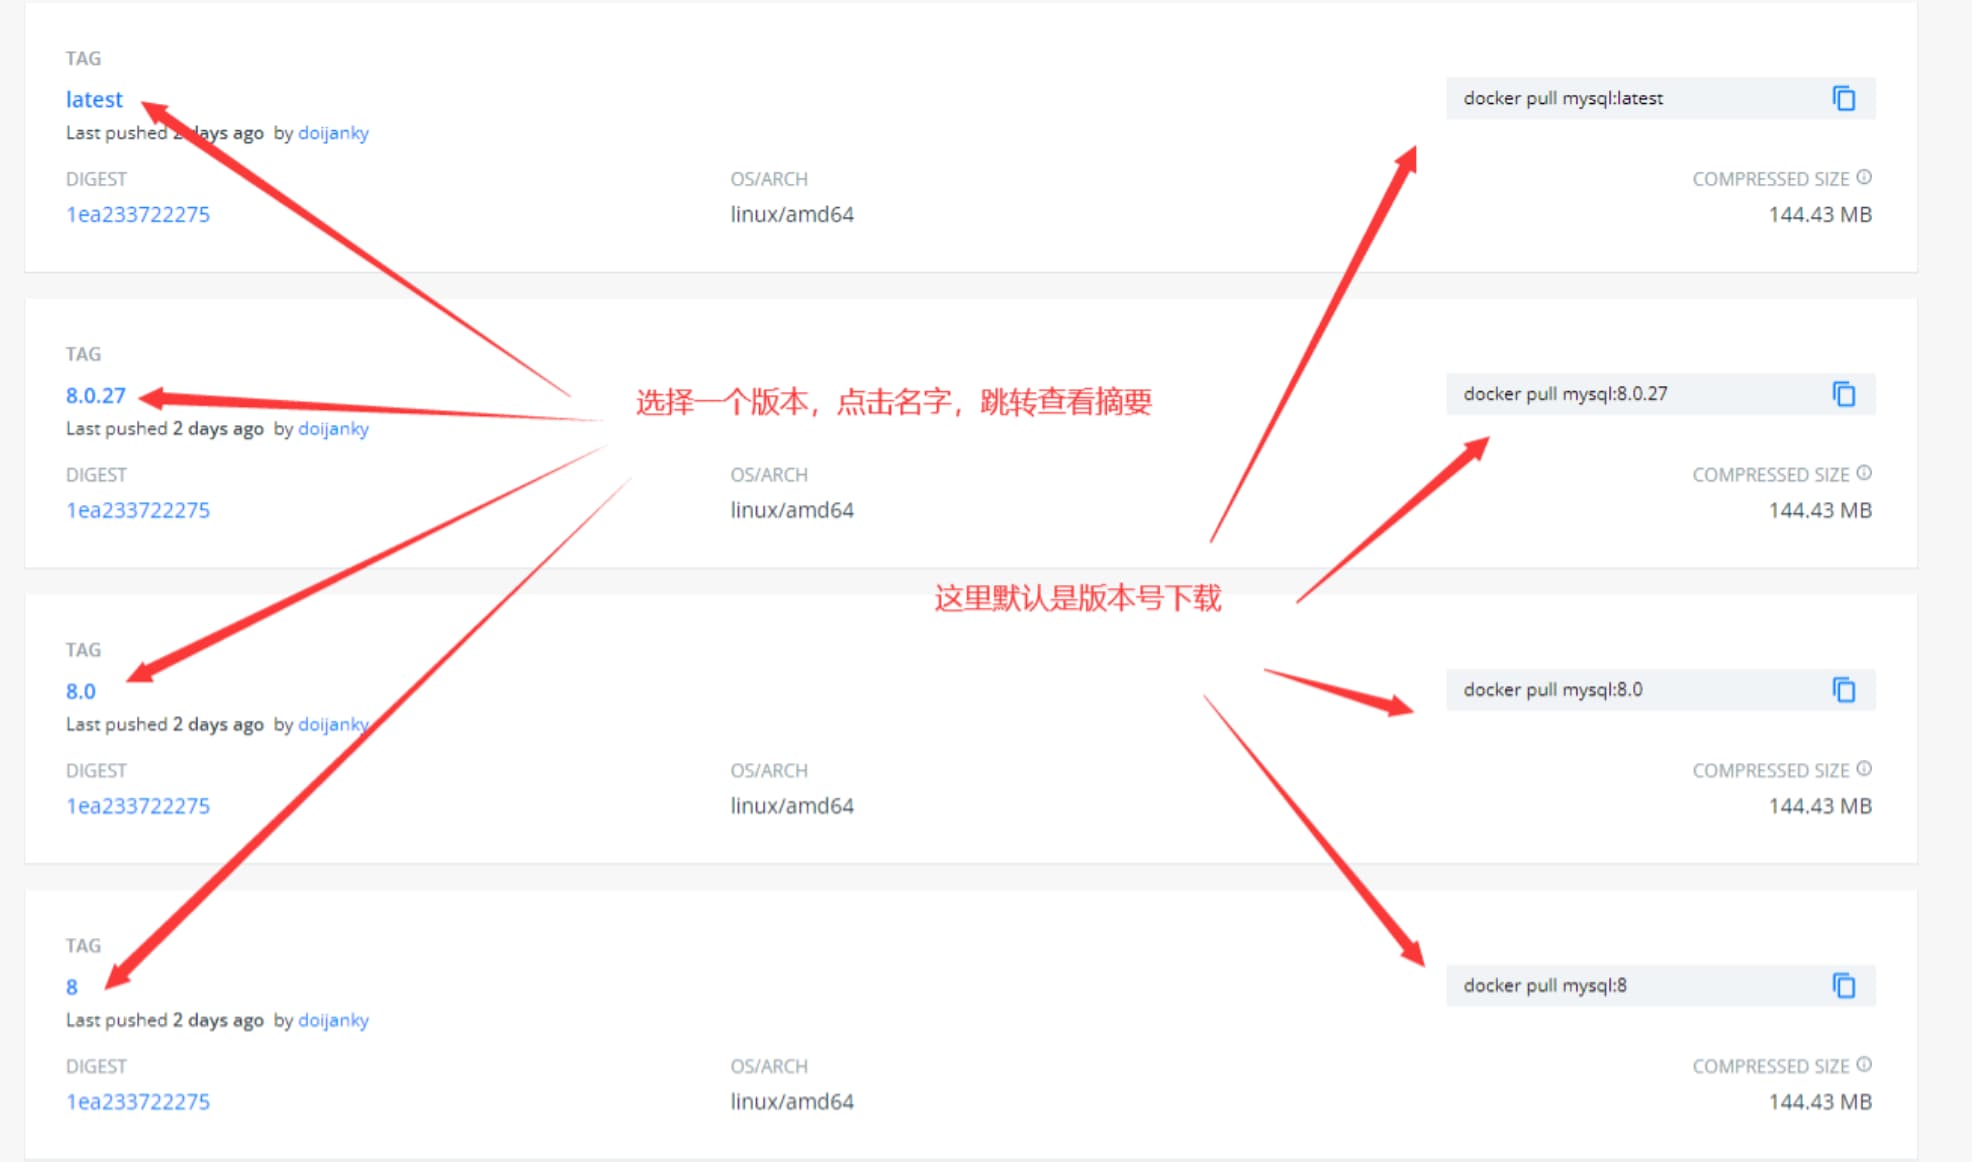 TAG
latest
docker pull mysql:latest
Last pushed 2 days ago by doijanky
DIGEST
OS/ARCH
COMPRESSED SIZE
1ea233722275
linux/amd64
144.43 MB
TAG
8.0.27
选择一个版本，点击名字，跳转查看摘要
docker pull mysql:8.0.27
Last pushed 2 days ago by doijanky
DIGEST
OS/ARCH
COMPRESSED SIZE
1ea233722275
linux/amd64
144.43 MB
这里默认是版本号下载
TAG
8.0
docker pull mysql:8.0
Last pushed 2 days ago by doijanky
DIGEST
OS/ARCH
COMPRESSED SIZE
1ea233722275
linux/amd64
144.43 MB
TAG
8
docker pull mysql:8
Last pushed 2 days ago by doijanky
DIGEST
OS/ARCH
COMPRESSED SIZE
1ea233722275
linux/amd64
144.43 MB